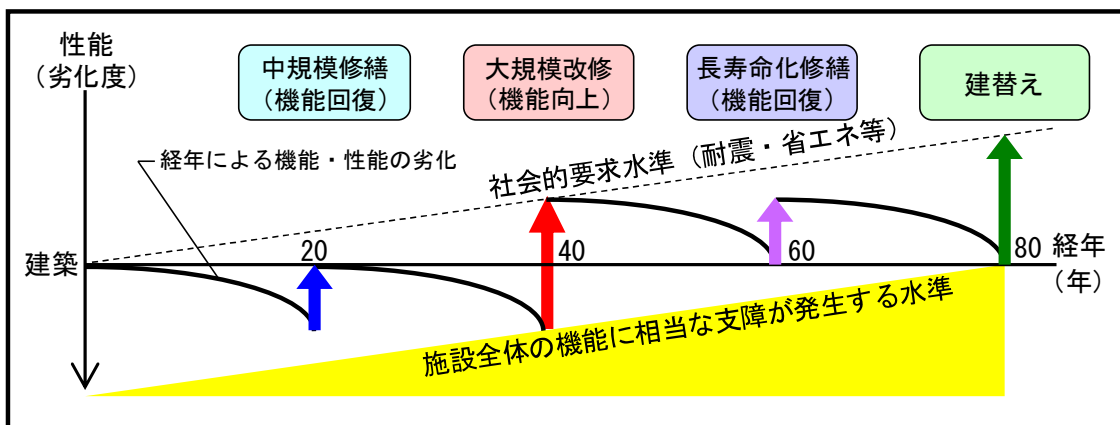 性能
（劣化度）
中規模修繕
（機能回復）
大規模改修
（機能向上）
長寿命化修繕
（機能回復）
建替え
経年による機能・性能の劣化
社会的要求水準（耐震・省エネ等）
建築
20
40
60
80
経年
（年）
施設全体の機能に相当な支障が発生する水準